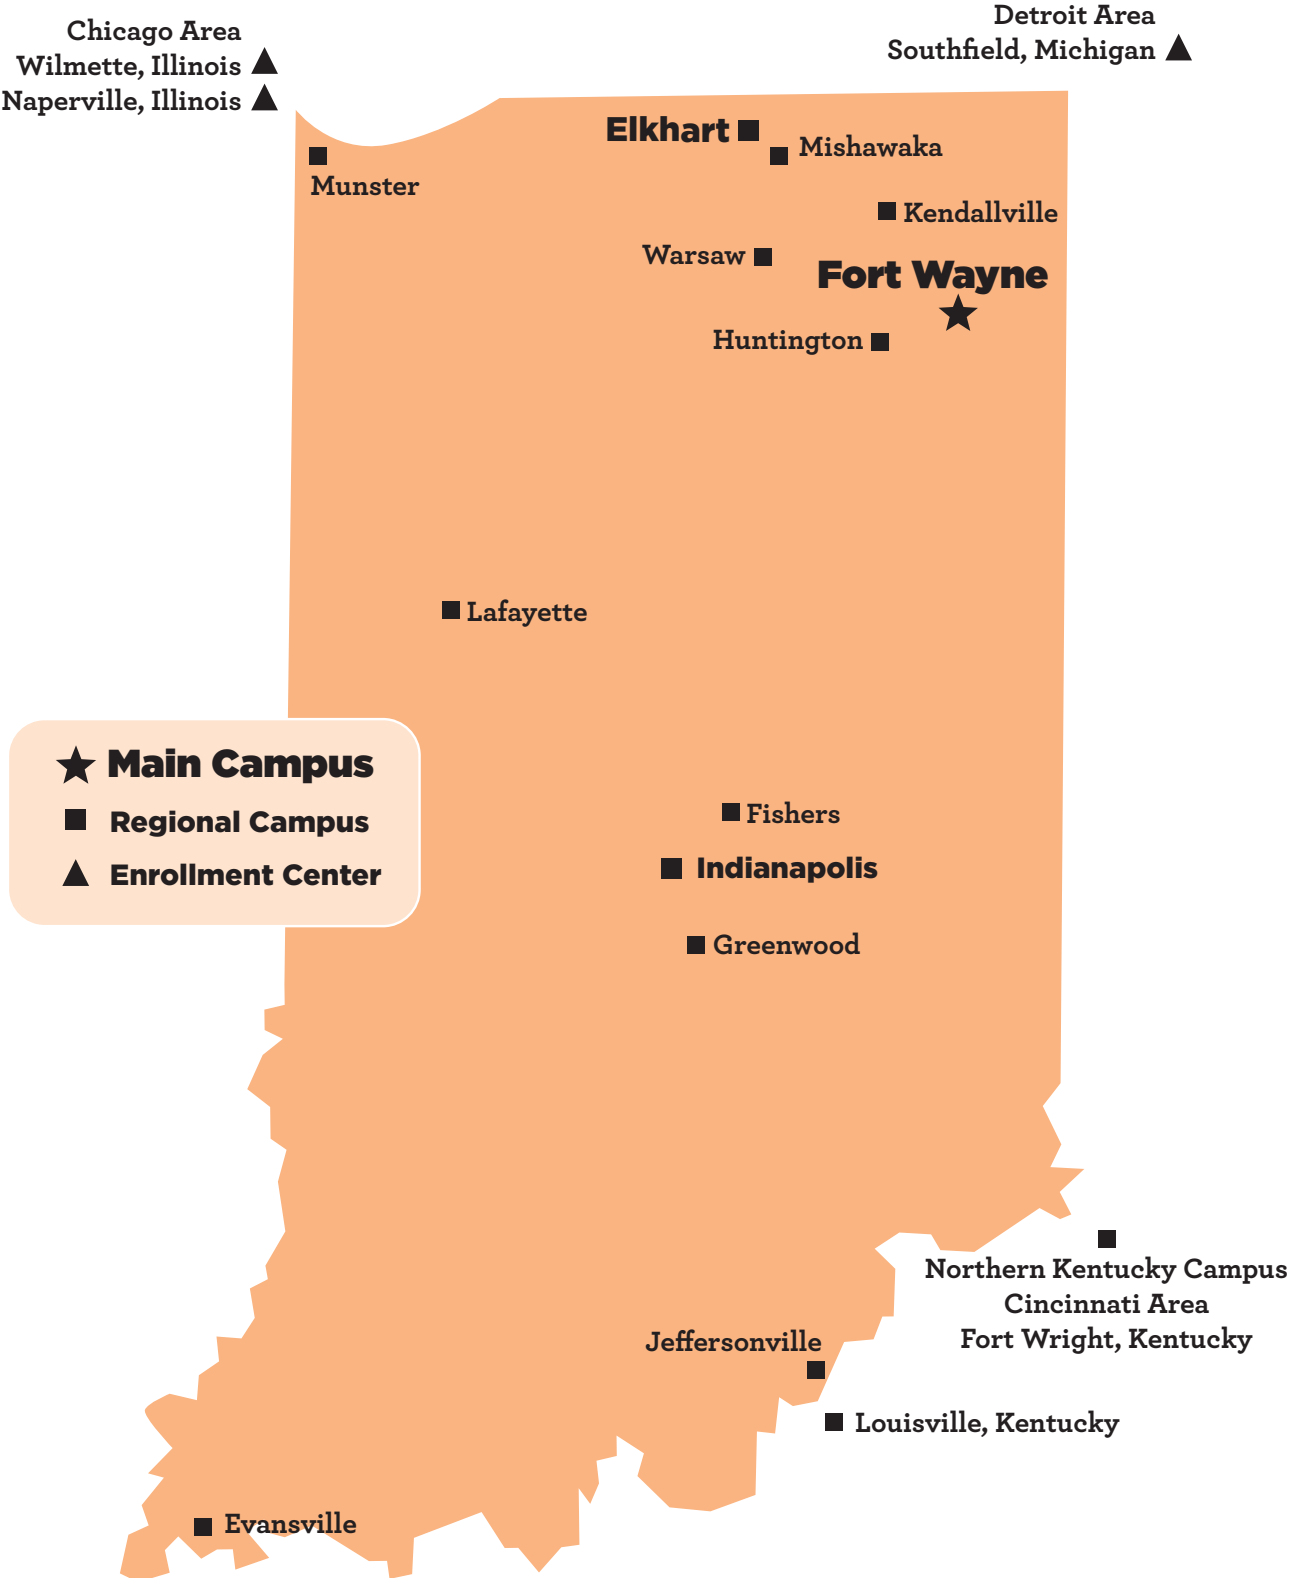 Chicago Area
Wilmette, Illinois
Naperville, Illinois
Detroit Area
Southfield, Michigan
Elkhart
Mishawaka
Munster
Kendallville
Warsaw
Fort Wayne
Huntington
Lafayette
Main Campus
Regional Campus
Enrollment Center
Fishers
Indianapolis
Greenwood
Northern Kentucky Campus
Cincinnati Area
Fort Wright, Kentucky
Jeffersonville
Louisville, Kentucky
Evansville